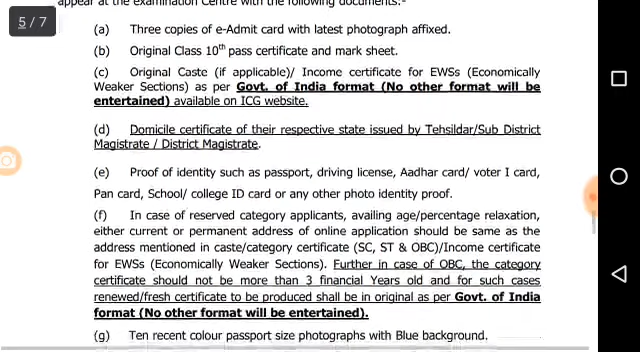 appear at the examination Centre with the following documents:-
5 / 7
(a) Three copies of e-Admit card with latest photograph affixed.
(b) Original Class 10th pass certificate and mark sheet.
(c) Original Caste (if applicable)/ Income certificate for EWSs (Economically
Weaker Sections) as per Govt. of India format (No other format will be
entertained) available on ICG website.
(d) Domicile certificate of their respective state issued by Tehsildar/Sub District
Magistrate / District Magistrate.
(e) Proof of identity such as passport, driving license, Aadhar card/ voter I card,
Pan card, School/ college ID card or any other photo identity proof.
(f) In case of reserved category applicants, availing age/percentage relaxation,
either current or permanent address of online application should be same as the
address mentioned in caste/category certificate (SC, ST & OBC)/Income certificate
for EWSs (Economically Weaker Sections). Further in case of OBC, the category
certificate should not be more than 3 financial Years old and for such cases
renewed/fresh certificate to be produced shall be in original as per Govt. of India
format (No other format will be entertained).
(g) Ten recent colour passport size photographs with Blue background.